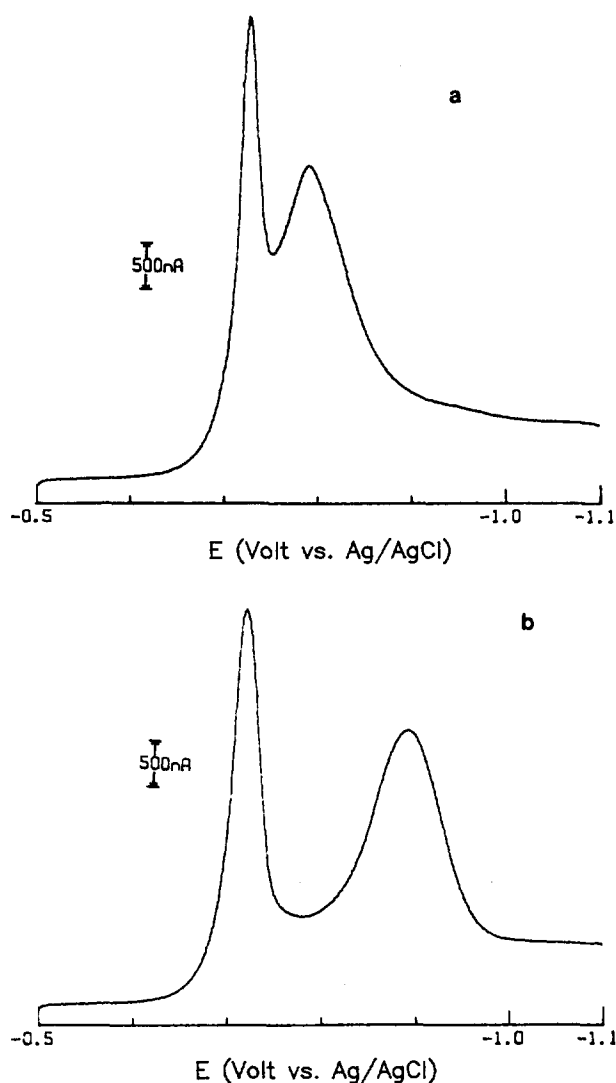 a
500nA
-0.5 -1.0 -1.1
E (Volt vs. Ag/AgCl)
b
500nA
-0.5 -1.0 -1.1
E (Volt vs. Ag/AgCl)